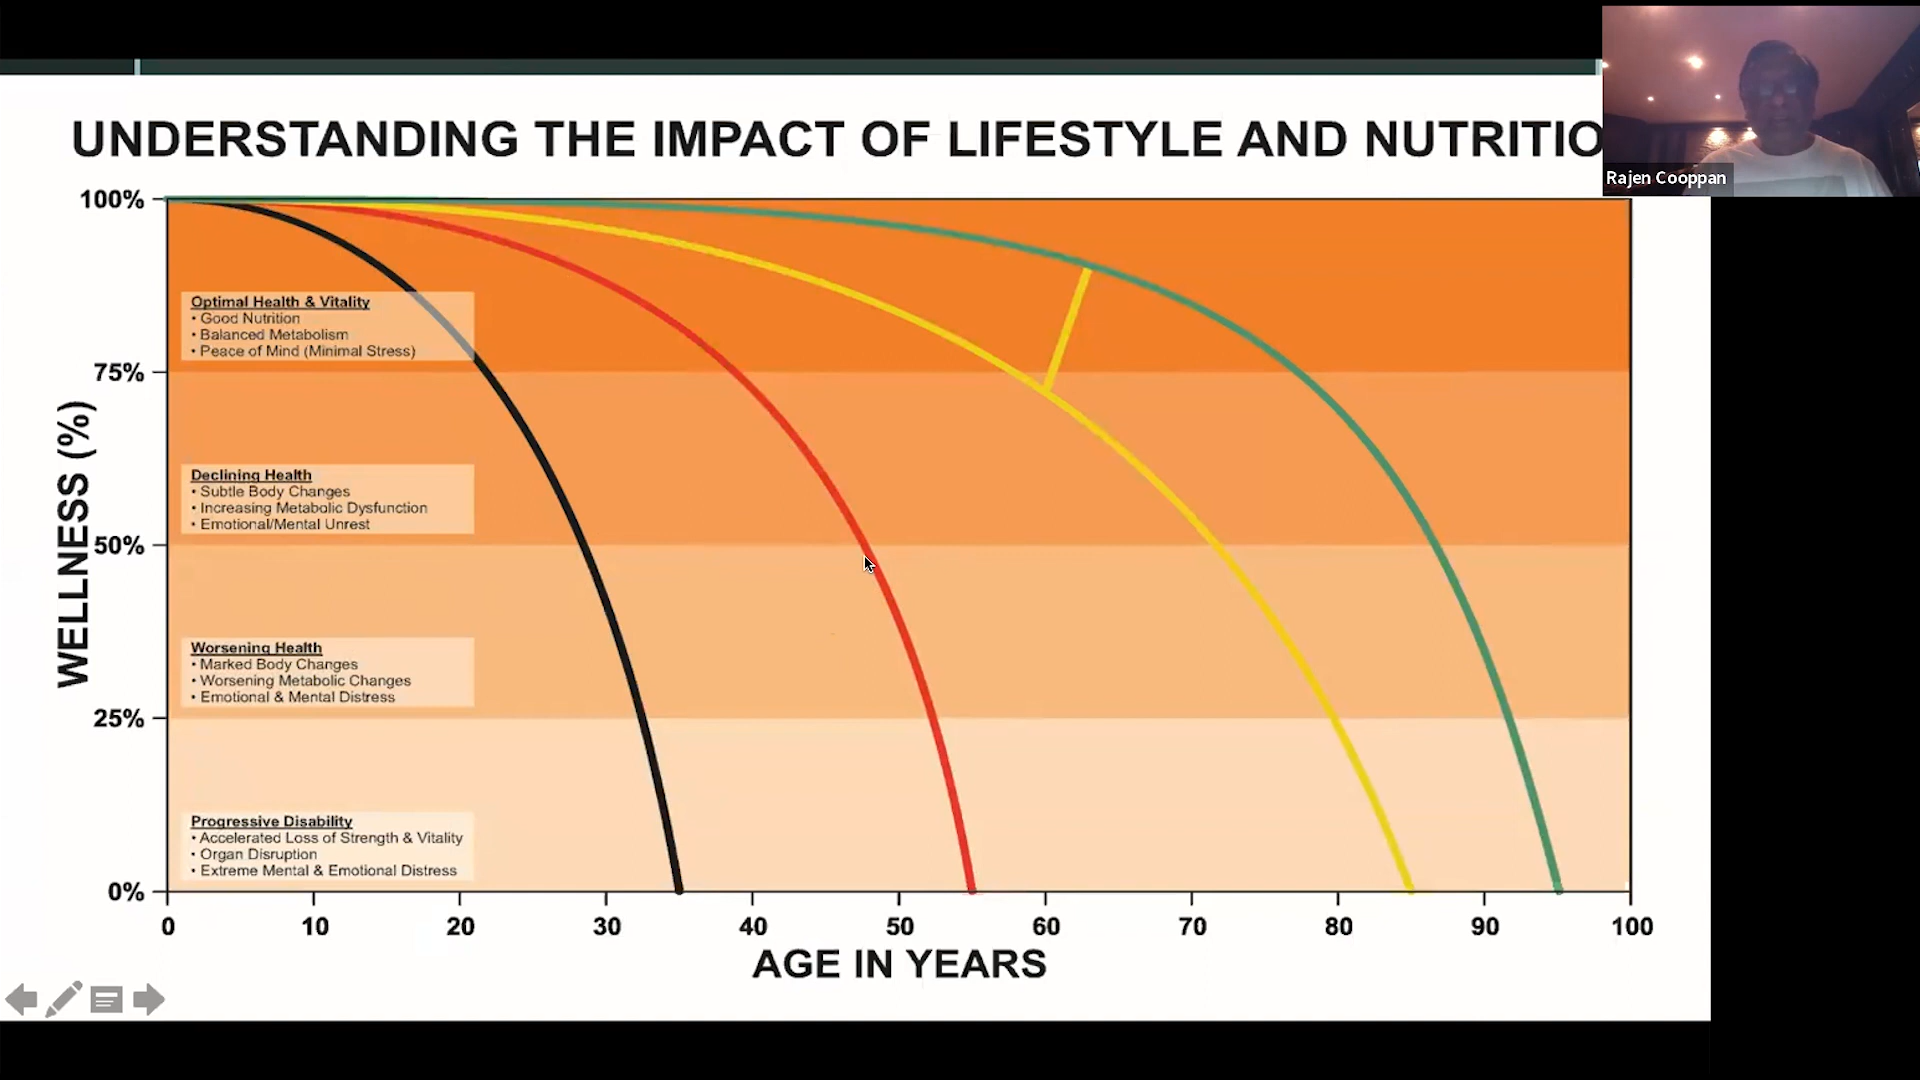 Rajen Cooppan
UNDERSTANDING THE IMPACT OF LIFESTYLE AND NUTRITIO
WELLNESS (%)
100%
75%
50%
25%
0%
Optimal Health & Vitality
• Good Nutrition
• Balanced Metabolism
• Peace of Mind (Minimal Stress)
Declining Health
• Subtle Body Changes
• Increasing Metabolic Dysfunction
• Emotional/Mental Unrest
Worsening Health
• Marked Body Changes
• Worsening Metabolic Changes
• Emotional & Mental Distress
Progressive Disability
• Accelerated Loss of Strength & Vitality
• Organ Disruption
• Extreme Mental & Emotional Distress
0 10 20 30 40 50 60 70 80 90 100
AGE IN YEARS